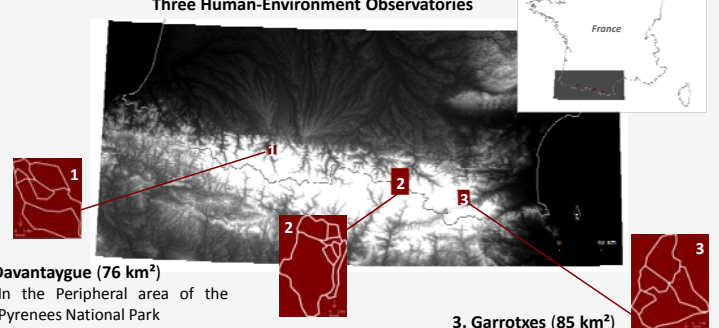 Three Human-Environment Observatories
France
1
1
2
3
2
3
Davantaygue (76 km²)
In the Peripheral area of the
Pyrenees National Park
3. Garrotxes (85 km²)